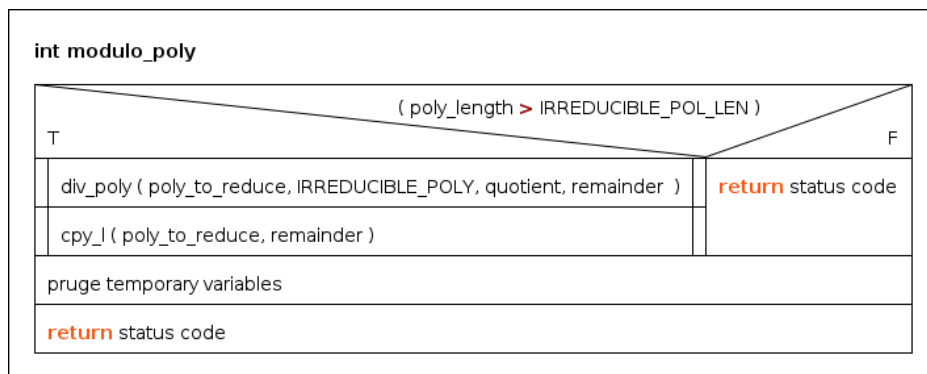 int modulo_poly
( poly_length > IRREDUCIBLE_POL_LEN )
T
F
div_poly ( poly_to_reduce, IRREDUCIBLE_POLY, quotient, remainder )
return status code
cpy_l ( poly_to_reduce, remainder )
pruge temporary variables
return status code